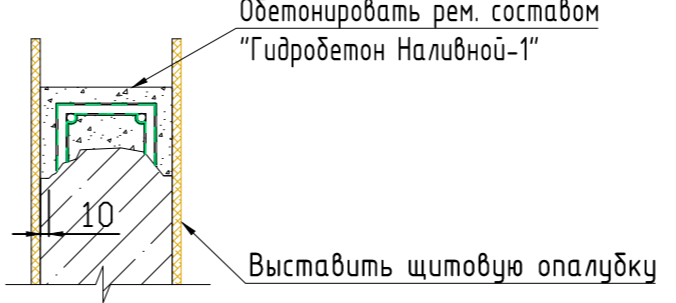 Обетонировать рем. составом
"Гидробетон Наливной-1"
10
Выставить щитовую опалубку